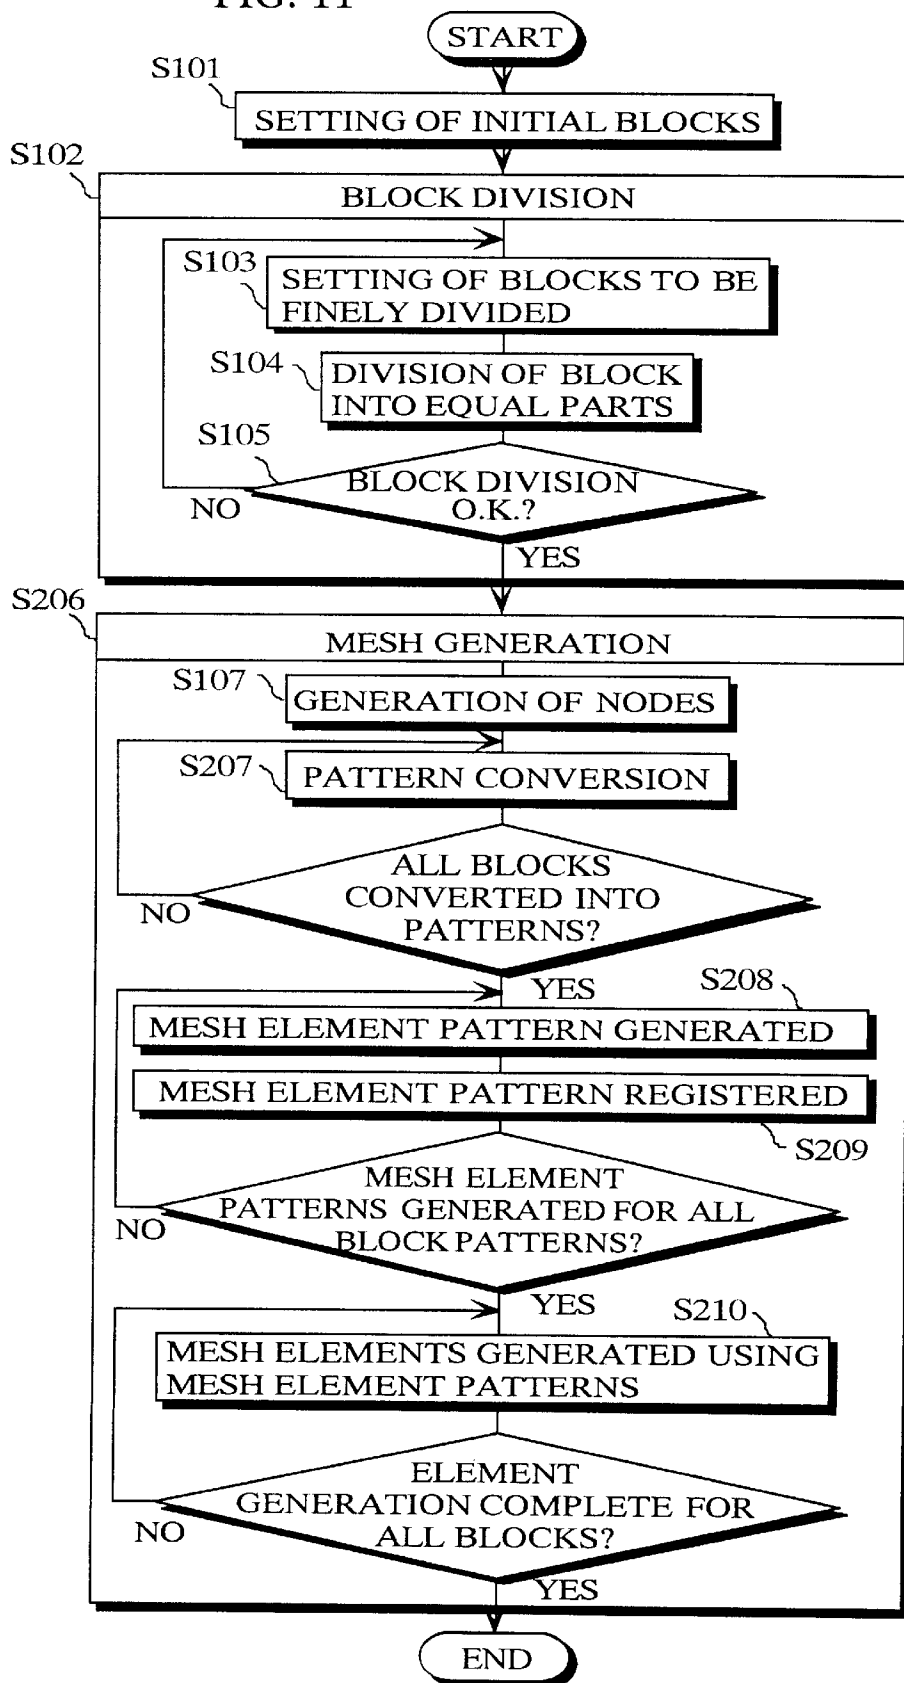 FIG. 11
START
S101
SETTING OF INITIAL BLOCKS
S102
BLOCK DIVISION
S103
SETTING OF BLOCKS TO BE
FINELY DIVIDED
S104
DIVISION OF BLOCK
INTO EQUAL PARTS
S105
BLOCK DIVISION
O.K.?
NO
YES
S206
MESH GENERATION
S107
GENERATION OF NODES
S207
PATTERN CONVERSION
ALL BLOCKS
CONVERTED INTO
PATTERNS?
NO
YES
S208
MESH ELEMENT PATTERN GENERATED
MESH ELEMENT PATTERN REGISTERED
S209
MESH ELEMENT
PATTERNS GENERATED FOR ALL
BLOCK PATTERNS?
NO
YES
S210
MESH ELEMENTS GENERATED USING
MESH ELEMENT PATTERNS
ELEMENT
GENERATION COMPLETE FOR
ALL BLOCKS?
NO
YES
END